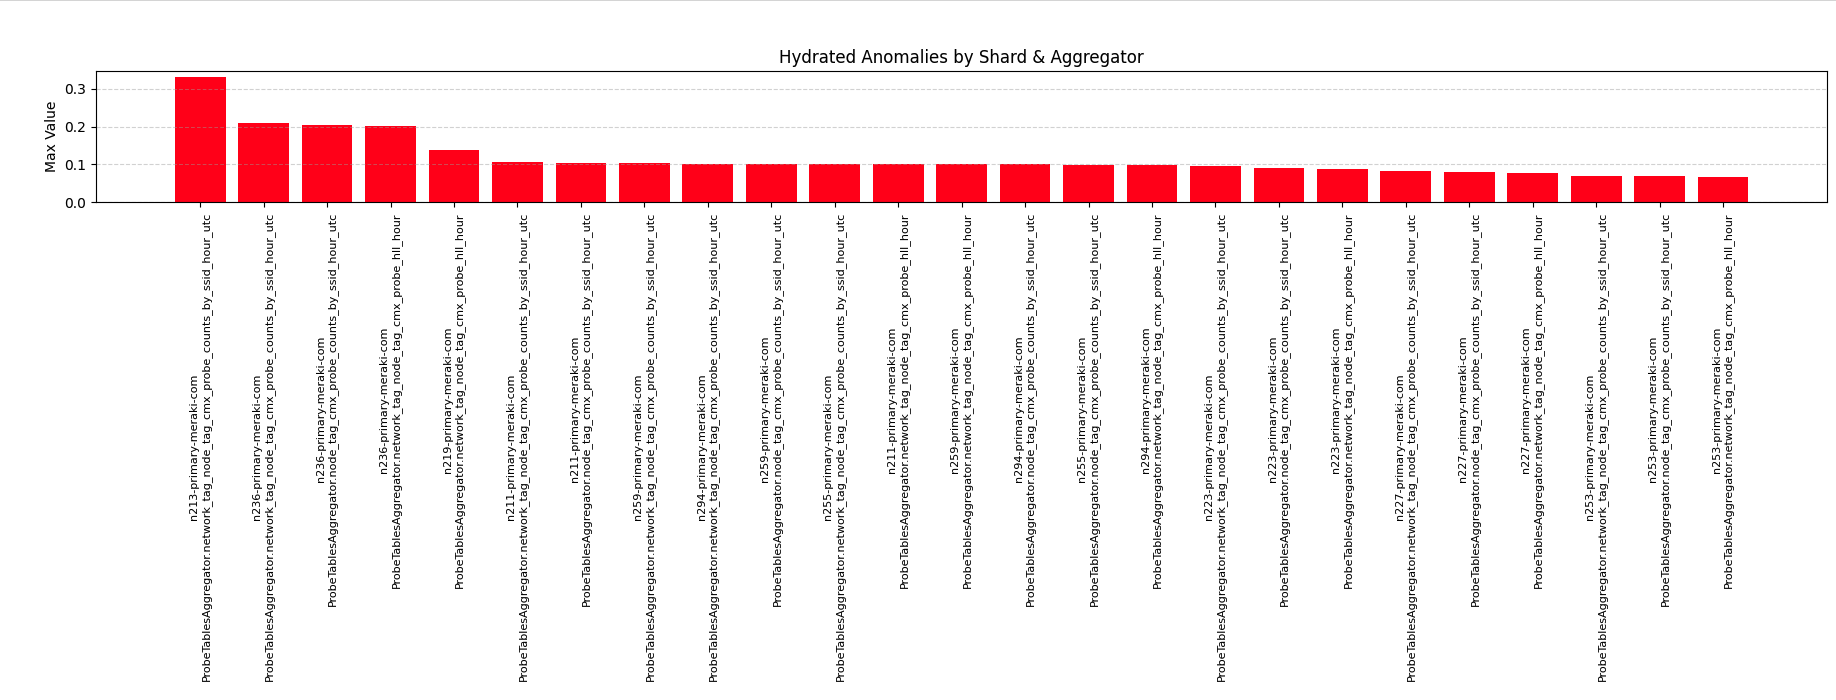 Hydrated Anomalies by Shard & Aggregator
Max Value
0.3
0.2
0.1
0.0
n213-primary-meraki-com
ProbeTablesAggregator.network_tag_node_tag_cmx_probe_counts_by_ssid_hour_utc
n236-primary-meraki-com
ProbeTablesAggregator.network_tag_node_tag_cmx_probe_counts_by_ssid_hour_utc
n236-primary-meraki-com
ProbeTablesAggregator.node_tag_cmx_probe_counts_by_ssid_hour_utc
n236-primary-meraki-com
ProbeTablesAggregator.network_tag_node_tag_cmx_probe_hll_hour
n219-primary-meraki-com
ProbeTablesAggregator.network_tag_node_tag_cmx_probe_hll_hour
n211-primary-meraki-com
ProbeTablesAggregator.network_tag_node_tag_cmx_probe_counts_by_ssid_hour_utc
n211-primary-meraki-com
ProbeTablesAggregator.node_tag_cmx_probe_counts_by_ssid_hour_utc
n259-primary-meraki-com
ProbeTablesAggregator.network_tag_node_tag_cmx_probe_counts_by_ssid_hour_utc
n294-primary-meraki-com
ProbeTablesAggregator.network_tag_node_tag_cmx_probe_counts_by_ssid_hour_utc
n259-primary-meraki-com
ProbeTablesAggregator.node_tag_cmx_probe_counts_by_ssid_hour_utc
n255-primary-meraki-com
ProbeTablesAggregator.network_tag_node_tag_cmx_probe_counts_by_ssid_hour_utc
n211-primary-meraki-com
ProbeTablesAggregator.network_tag_node_tag_cmx_probe_hll_hour
n259-primary-meraki-com
ProbeTablesAggregator.network_tag_node_tag_cmx_probe_hll_hour
n294-primary-meraki-com
ProbeTablesAggregator.node_tag_cmx_probe_counts_by_ssid_hour_utc
n255-primary-meraki-com
ProbeTablesAggregator.node_tag_cmx_probe_counts_by_ssid_hour_utc
n294-primary-meraki-com
ProbeTablesAggregator.network_tag_node_tag_cmx_probe_hll_hour
n223-primary-meraki-com
ProbeTablesAggregator.network_tag_node_tag_cmx_probe_counts_by_ssid_hour_utc
n223-primary-meraki-com
ProbeTablesAggregator.node_tag_cmx_probe_counts_by_ssid_hour_utc
n223-primary-meraki-com
ProbeTablesAggregator.network_tag_node_tag_cmx_probe_hll_hour
n227-primary-meraki-com
ProbeTablesAggregator.network_tag_node_tag_cmx_probe_counts_by_ssid_hour_utc
n227-primary-meraki-com
ProbeTablesAggregator.node_tag_cmx_probe_counts_by_ssid_hour_utc
n227-primary-meraki-com
ProbeTablesAggregator.network_tag_node_tag_cmx_probe_hll_hour
n253-primary-meraki-com
ProbeTablesAggregator.network_tag_node_tag_cmx_probe_counts_by_ssid_hour_utc
n253-primary-meraki-com
ProbeTablesAggregator.node_tag_cmx_probe_counts_by_ssid_hour_utc
n253-primary-meraki-com
ProbeTablesAggregator.network_tag_node_tag_cmx_probe_hll_hour